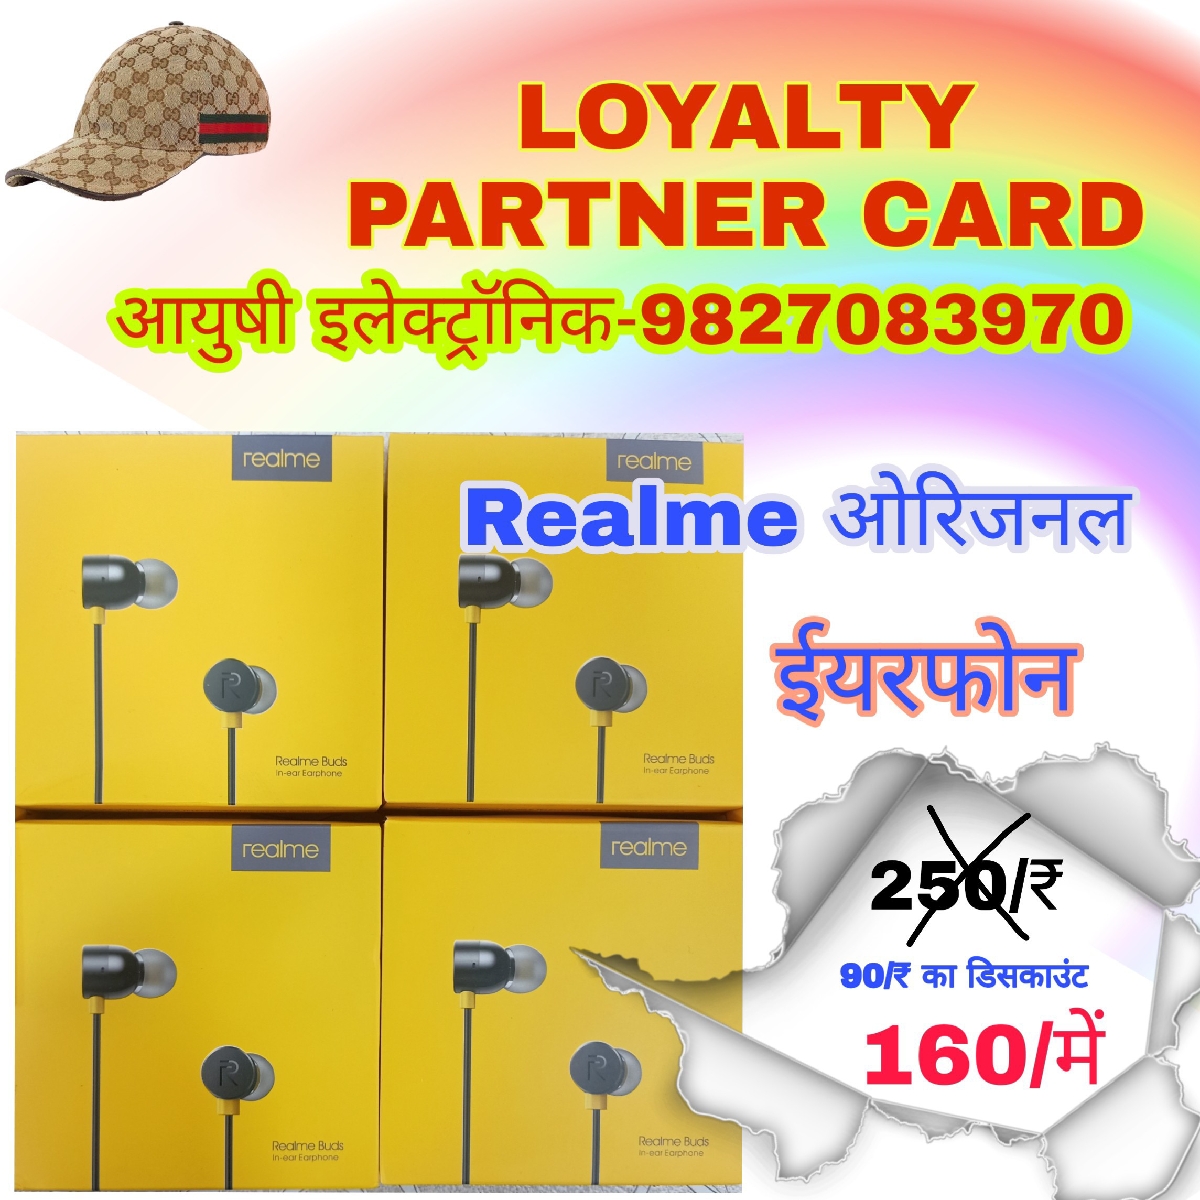 LOYALTY
PARTNER CARD
आयुषी इलेक्ट्रॉनिक-9827083970
realme
realme
Realme ओरिजनल
ईयरफोन
Realme Buds
In-ear Earphone
Realme Buds
In-ear Earphone
realme
realme
250/₹
90/₹ का डिसकाउंट
160/में
Realme Buds
In-ear Earphone
Realme Buds
In-ear Earphone